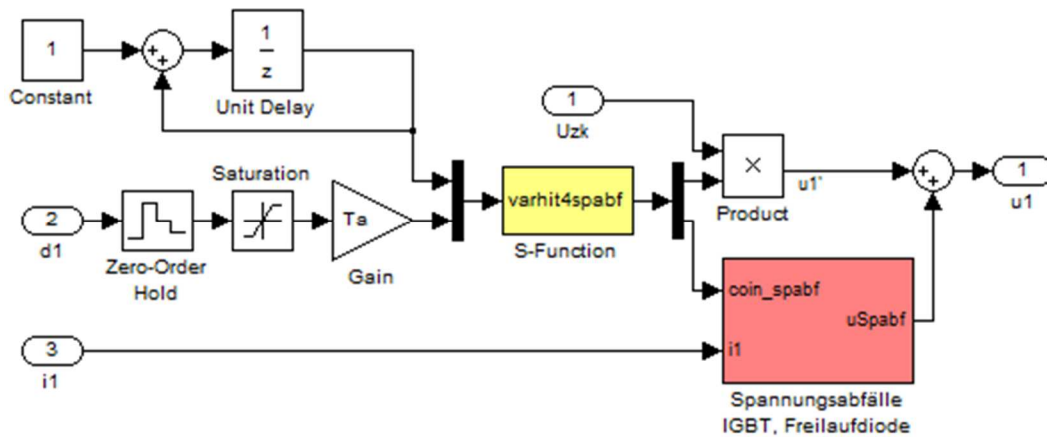 1
Constant
+
+
1
z
Unit Delay
1
Uzk
Saturation
2
d1
Zero-Order
Hold
Ta
Gain
varhit4spabf
S-Function
×
Product
u1'
+
+
1
u1
coin_spabf
uSpabf
i1
3
i1
Spannungsabfälle
IGBT, Freilaufdiode